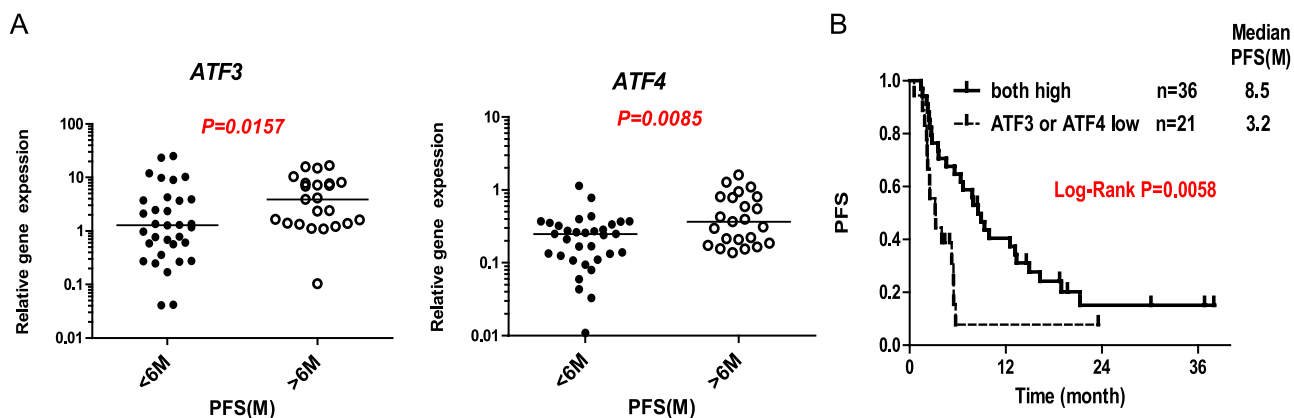 A
ATF3
P=0.0157
Relative gene expession
100
10
1
0.1
0.01
<6M
>6M
PFS(M)
ATF4
P=0.0085
Relative gene expession
10
1
0.1
0.01
<6M
>6M
PFS(M)
B
Median
PFS(M)
both high n=36 8.5
ATF3 or ATF4 low n=21 3.2
Log-Rank P=0.0058
PFS
1.0
0.8
0.6
0.4
0.2
0.0
0 12 24 36
Time (month)